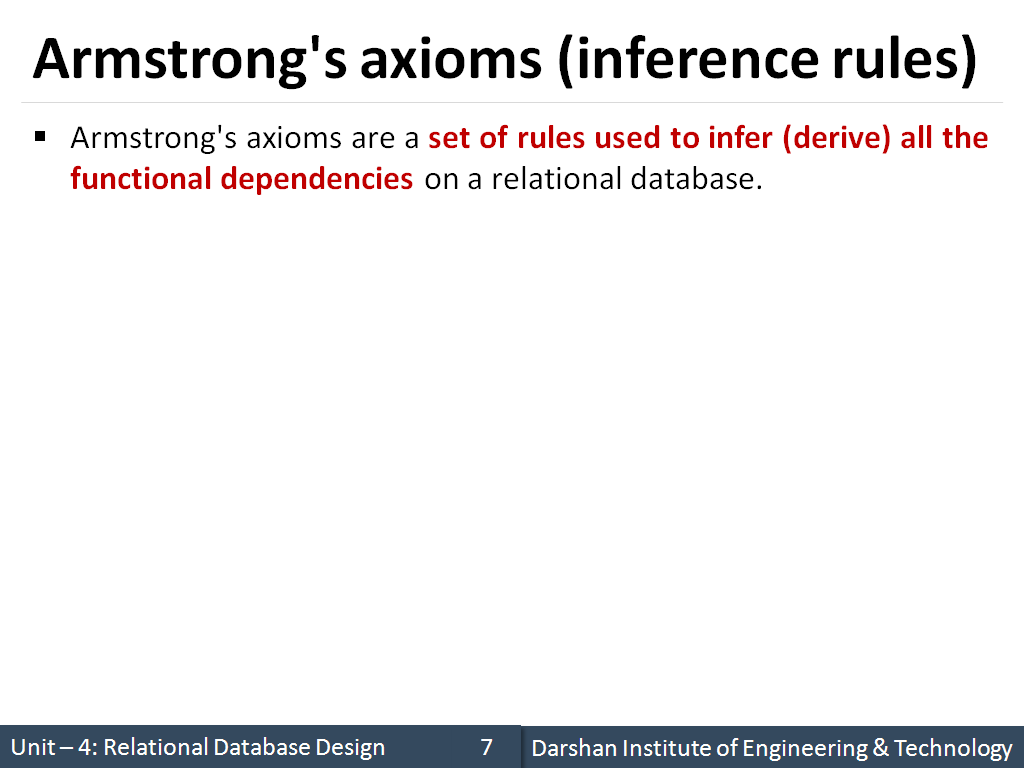 Armstrong's axioms (inference rules)
▪ Armstrong's axioms are a set of rules used to infer (derive) all the
functional dependencies on a relational database.
Unit – 4: Relational Database Design 7 Darshan Institute of Engineering & Technology